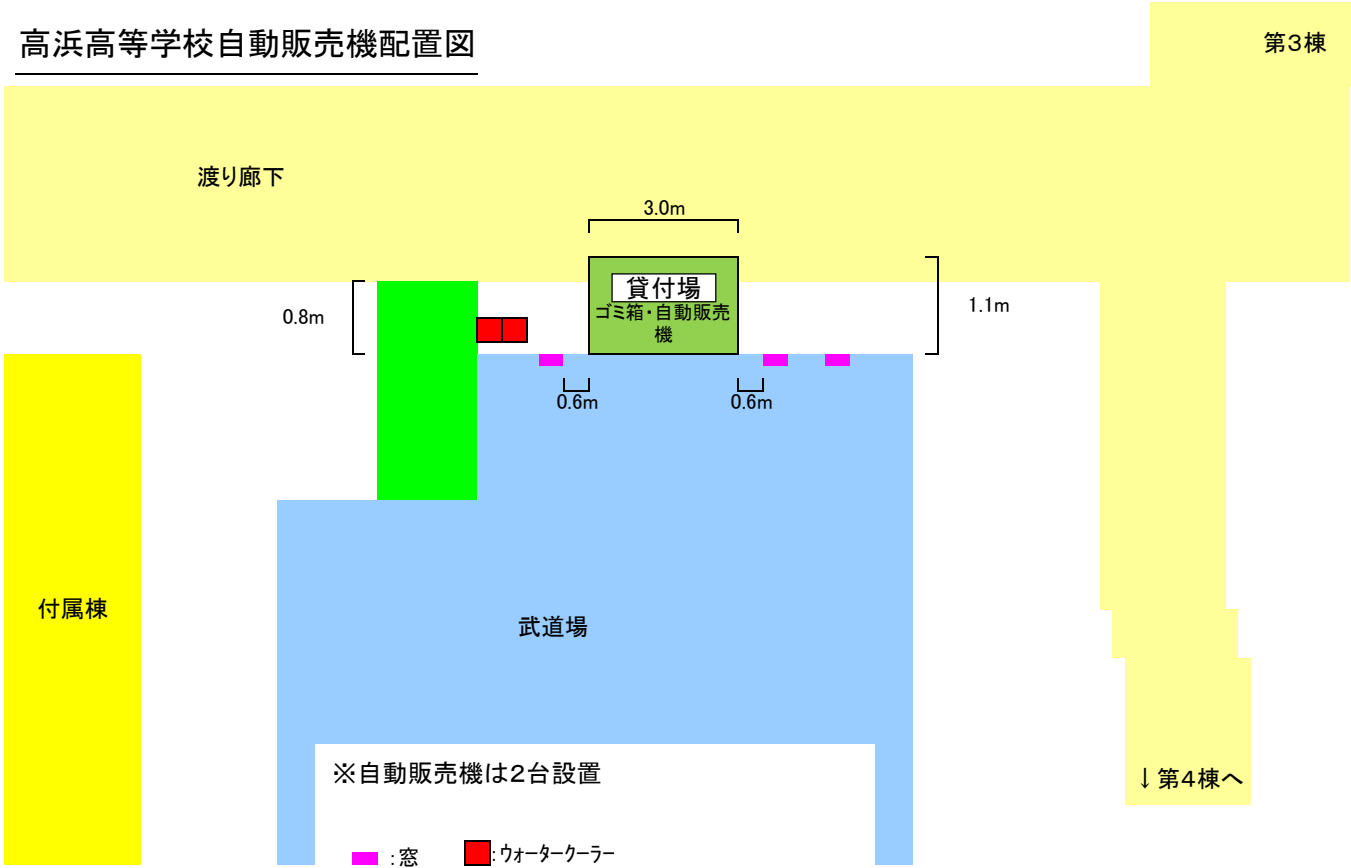 高浜高等学校自動販売機配置図
第3棟
渡り廊下
3.0m
貸付場
ゴミ箱・自動販売
機
0.8m
1.1m
0.6m
0.6m
付属棟
武道場
※自動販売機は2台設置
↓第4棟へ
:窓
:ウォータークーラー